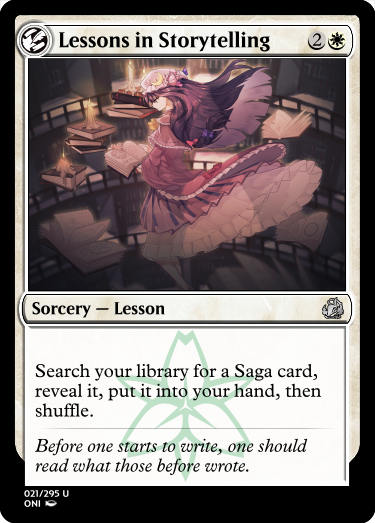 Lessons in Storytelling 2
Sorcery — Lesson
Search your library for a Saga card,
reveal it, put it into your hand, then
shuffle.
Before one starts to write, one should
read what those before wrote.
021/295 U
ONI